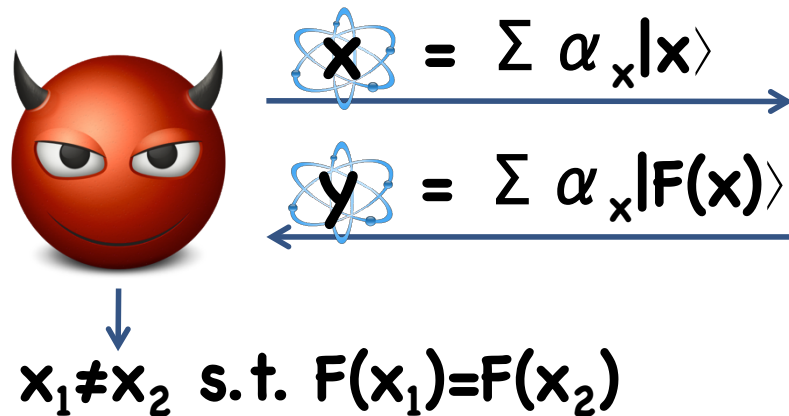 x = Σ α_x|x⟩
y = Σ α_x|F(x)⟩
x₁≠x₂ s.t. F(x₁)=F(x₂)